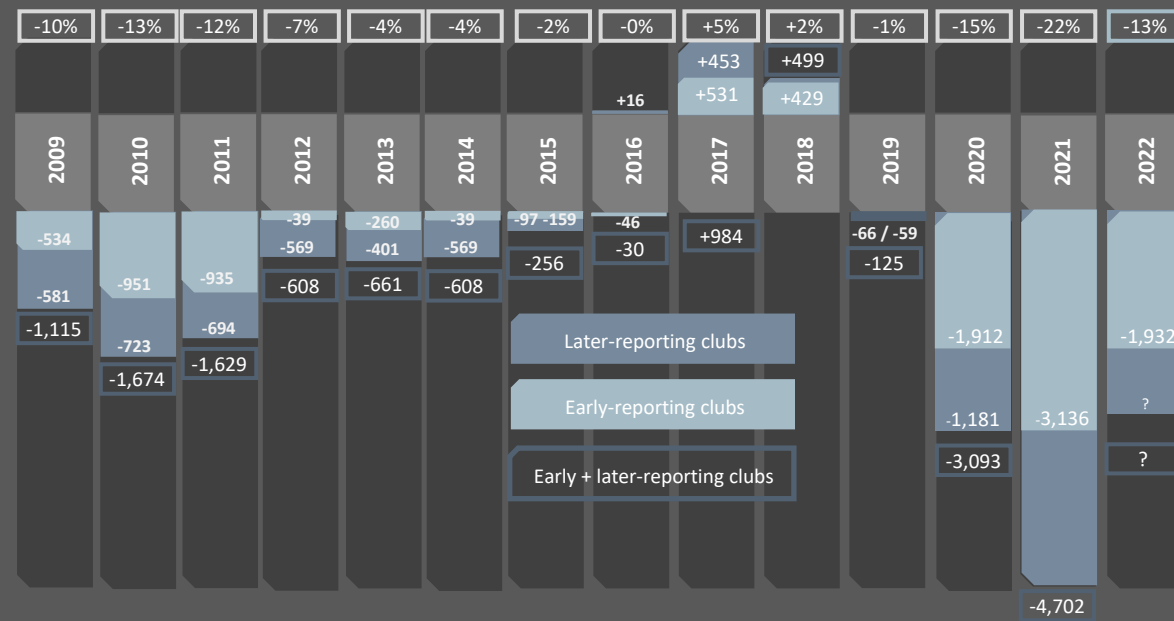 -10% -13% -12% -7% -4% -4% -2% -0% +5% +2% -1% -15% -22% -13%
+453 +499
+16 +531 +429
2009 2010 2011 2012 2013 2014 2015 2016 2017 2018 2019 2020 2021 2022
-39 -260 -39 -97 -159 -46
-534 -569 -401 -569 -30 +984 -66 / -59
-951 -935 -256 -125
-581 -608 -661 -608
-1,115 -723 -694
-1,674 -1,629
Later-reporting clubs -1,912 -1,932
Early-reporting clubs ?
-1,181 -3,136
Early + later-reporting clubs -3,093 ?
-4,702